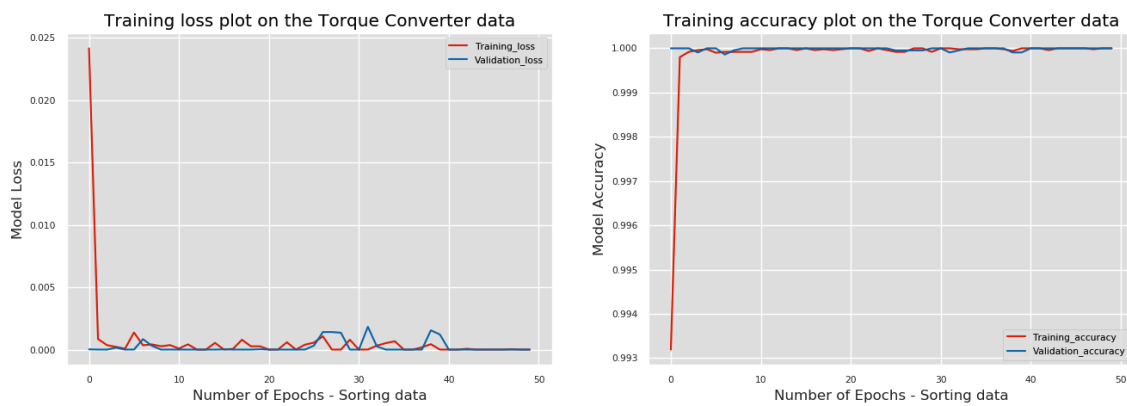 Training loss plot on the Torque Converter data
0.025
0.020
0.015
0.010
0.005
0.000
Model Loss
Training_loss
Validation_loss
0
10
20
30
40
50
Number of Epochs - Sorting data
Training accuracy plot on the Torque Converter data
1.000
0.999
0.998
0.997
0.996
0.995
0.994
0.993
Model Accuracy
Training_accuracy
Validation_accuracy
0
10
20
30
40
50
Number of Epochs - Sorting data